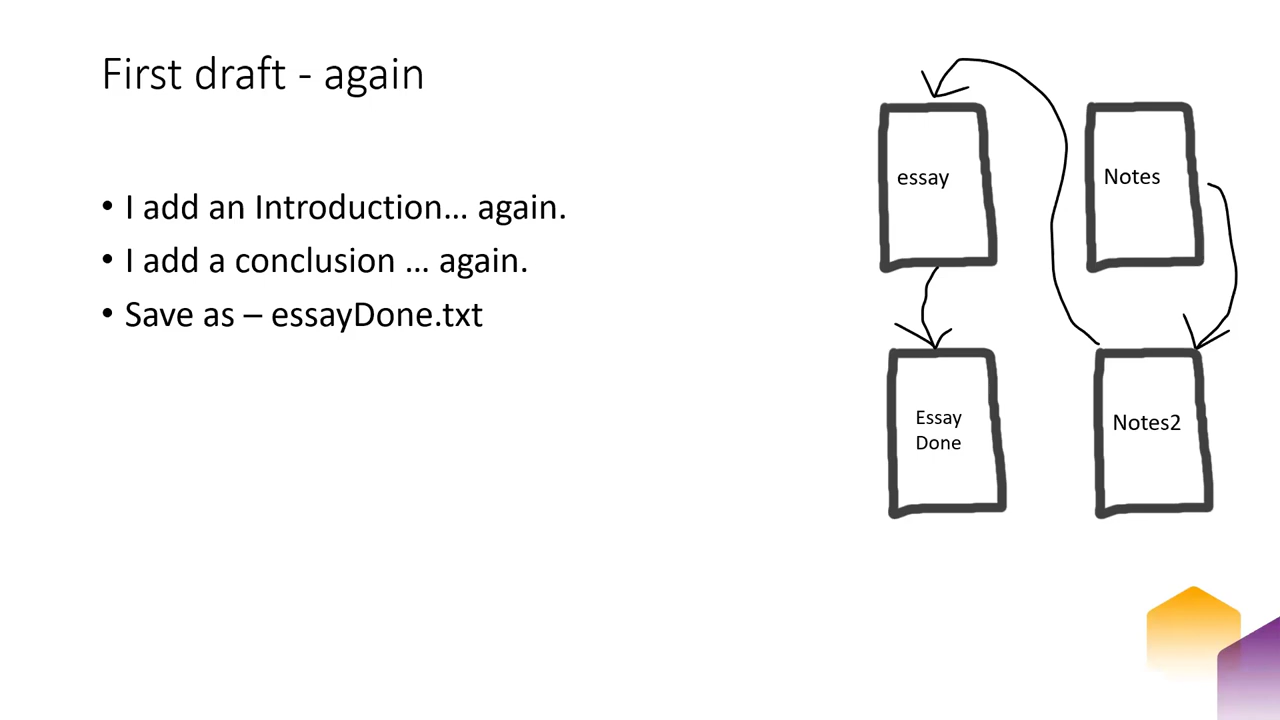 First draft - again
• I add an Introduction... again.
• I add a conclusion ... again.
• Save as – essayDone.txt
essay
Notes
Essay
Done
Notes2